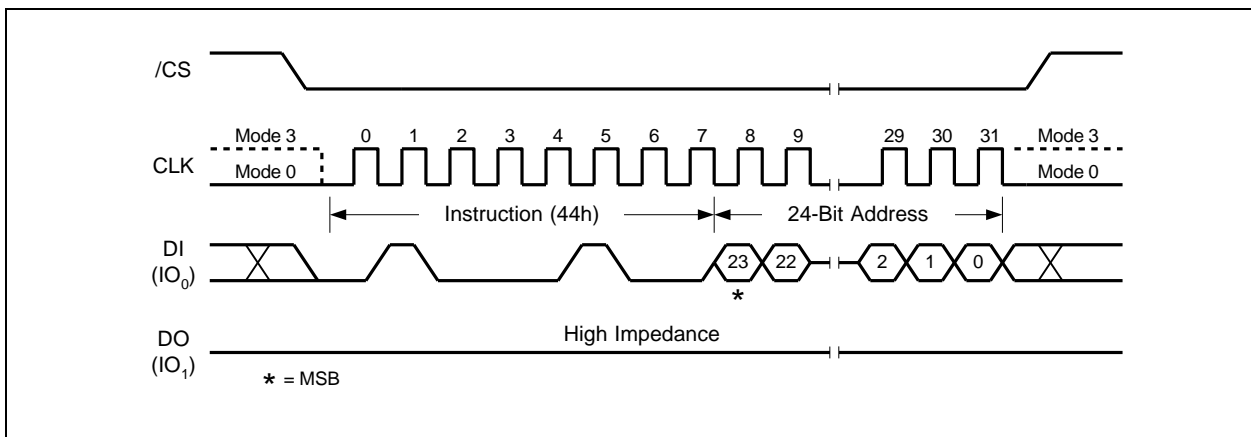 /CS
Mode 3 0 1 2 3 4 5 6 7 8 9 29 30 31 Mode 3
CLK Mode 0 Mode 0
Instruction (44h) 24-Bit Address
DI
(IO0) 23 22 2 1 0
*
High Impedance
DO
(IO1)
* = MSB